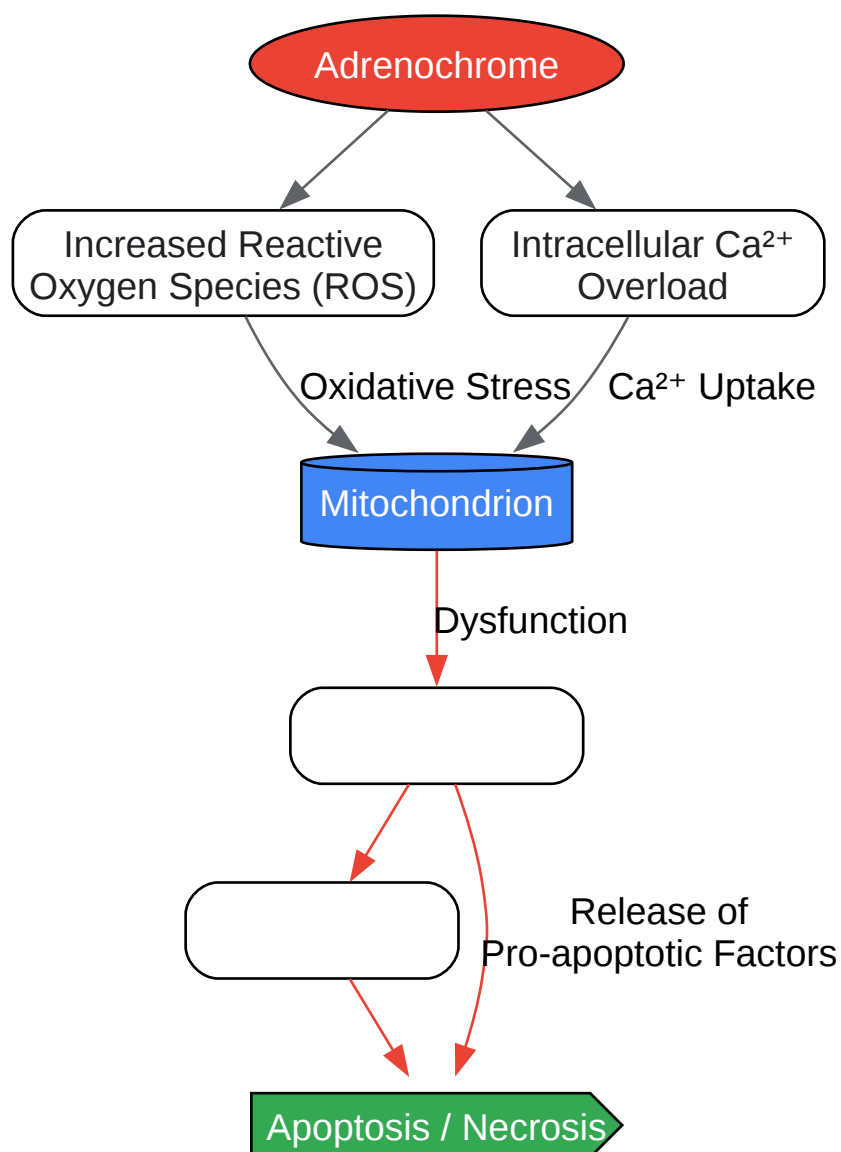 Adrenochrome
Increased Reactive
Oxygen Species (ROS)
Intracellular Ca²⁺
Overload
Oxidative Stress
Ca²⁺ Uptake
Mitochondrion
Dysfunction
Release of
Pro-apoptotic Factors
Apoptosis / Necrosis